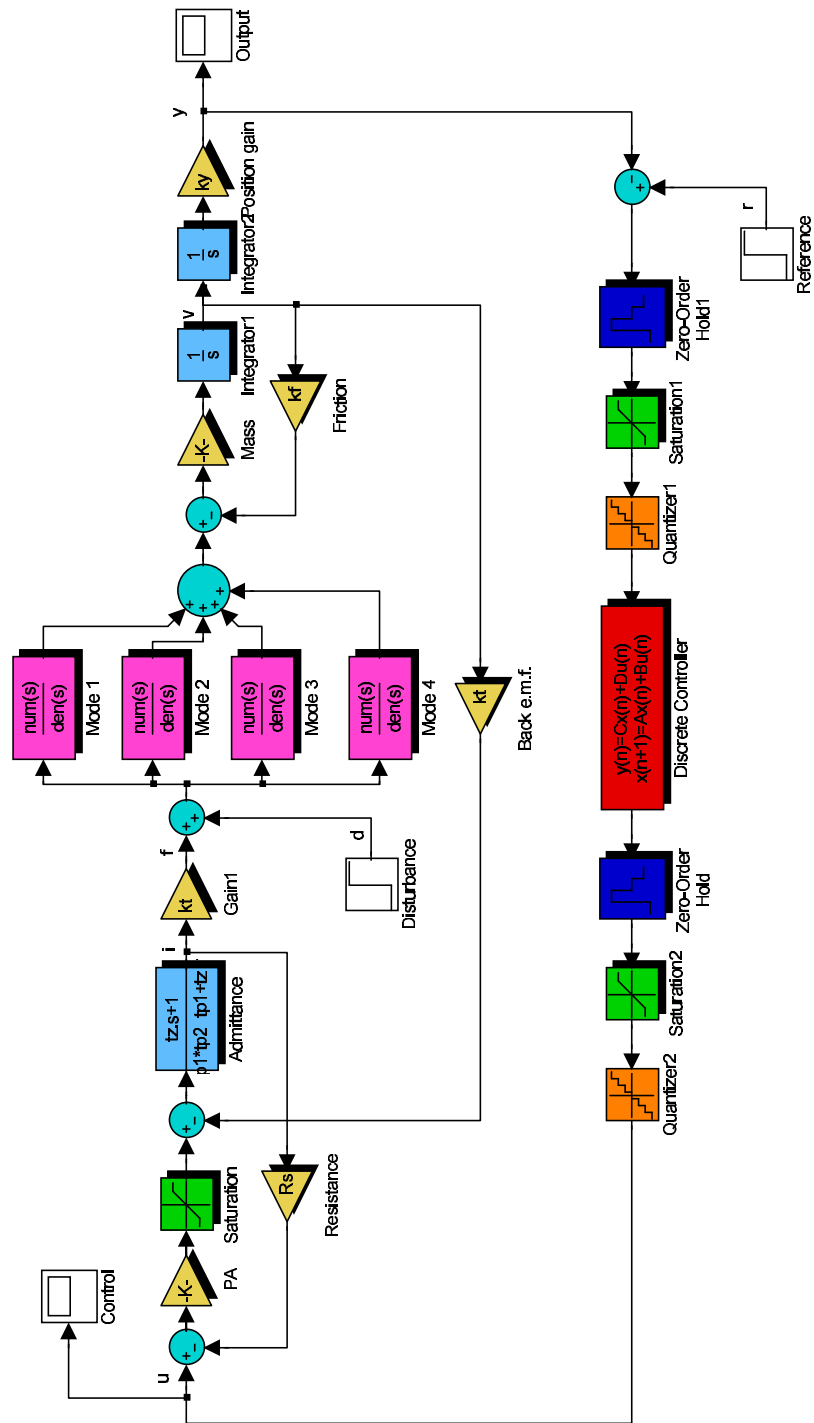 Control
u
-K-
PA
Saturation
Rs
Resistance
tz.s+1
tp1+tz
Admittance
i
kt
Gain1
f
d
Disturbance
num(s)
den(s)
Mode 1
num(s)
den(s)
Mode 2
num(s)
den(s)
Mode 3
num(s)
den(s)
Mode 4
kt
Back e.m.f.
-K-
Mass
kf
Friction
1
s
Integrator1
v
1
s
Integrator2
ky
Position gain
y
Output
Quantizer2
Saturation2
Zero-Order
Hold
y(n)=Cx(n)+Du(n)
x(n+1)=Ax(n)+Bu(n)
Discrete Controller
Quantizer1
Saturation1
Zero-Order
Hold1
r
Reference